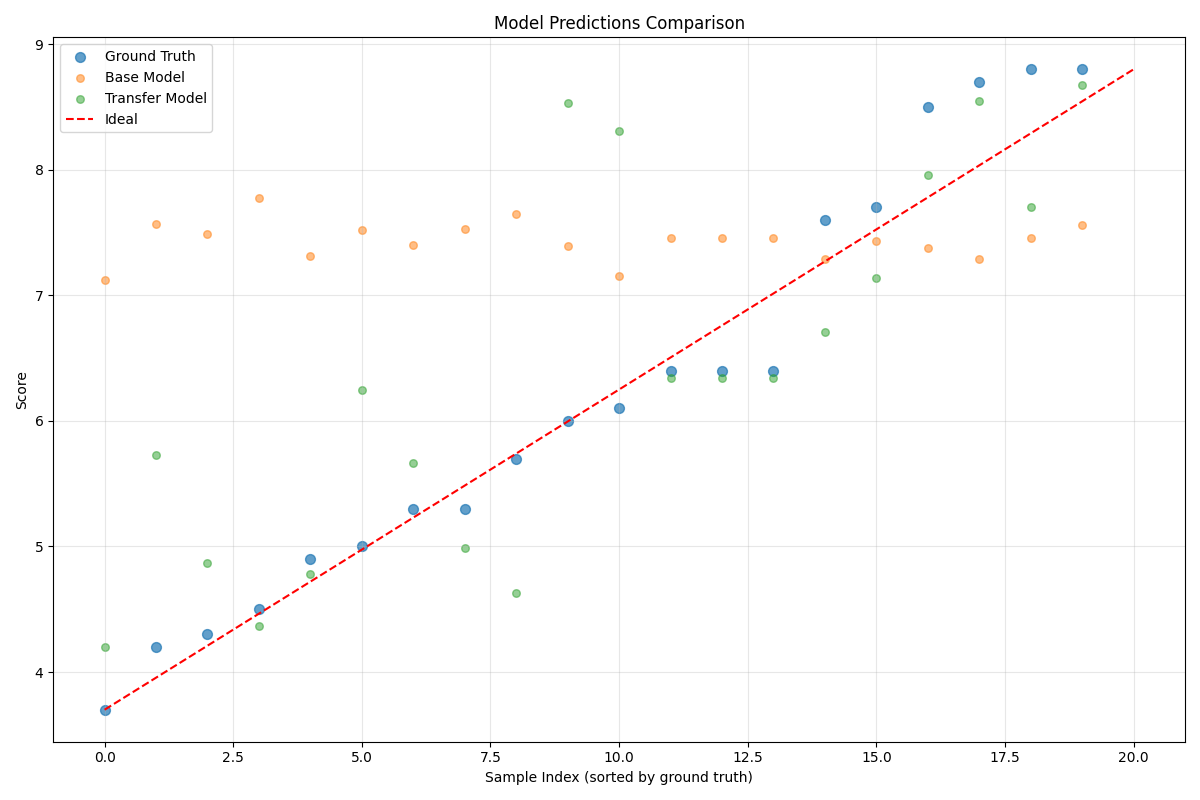 Model Predictions Comparison
Ground Truth
Base Model
Transfer Model
Ideal
Score
9
8
7
6
5
4
0.0 2.5 5.0 7.5 10.0 12.5 15.0 17.5 20.0
Sample Index (sorted by ground truth)